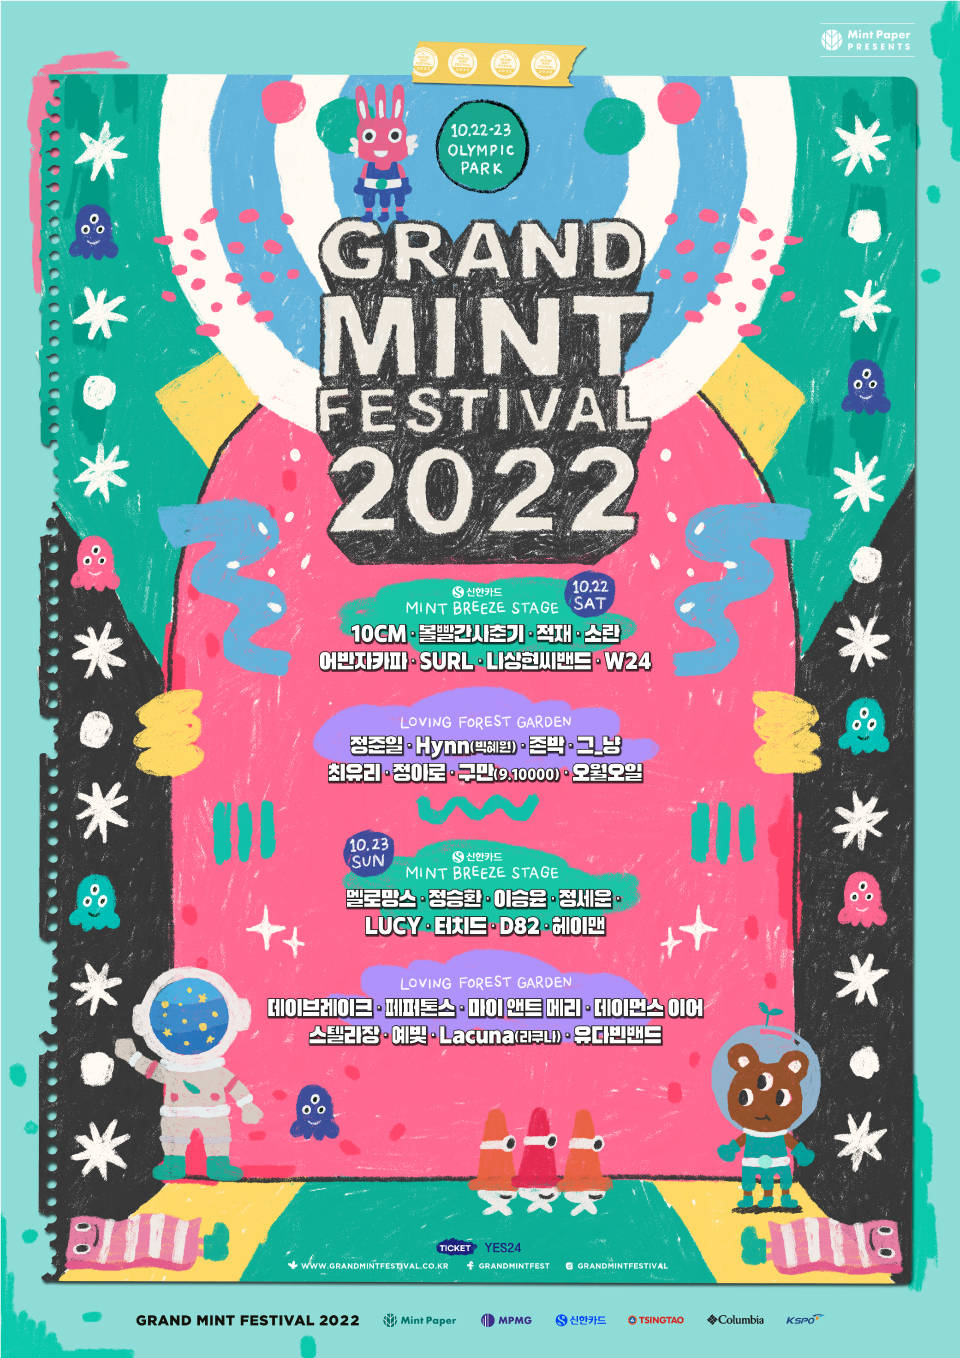 Mint Paper
PRESENTS
10.22-23
OLYMPIC
PARK
GRAND
MINT
FESTIVAL
2022
신한카드
MINT BREEZE STAGE
10.22
SAT
10CM · 볼빨간사춘기 · 적재 · 소란
어반자카파 · SURL · 나상현씨밴드 · W24
LOVING FOREST GARDEN
정준일 · Hynn(박혜원) · 존박 · 그_냥
최유리 · 정이로 · 구만(9.10000) · 오월오일
10.23
SUN
신한카드
MINT BREEZE STAGE
멜로망스 · 정승환 · 이승윤 · 정세운 ·
LUCY · 터치드 · D82 · 헤이맨
LOVING FOREST GARDEN
데이브레이크 · 페퍼톤스 · 마이 앤트 메리 · 데이먼스 이어
스텔라장 · 예빛 · Lacuna(라쿠나) · 유다빈밴드
TICKET YES24
WWW.GRANDMINTFESTIVAL.CO.KR GRANDMINTFEST GRANDMINTFESTIVAL
GRAND MINT FESTIVAL 2022 Mint Paper MPMG 신한카드 TSINGTAO Columbia KSPO